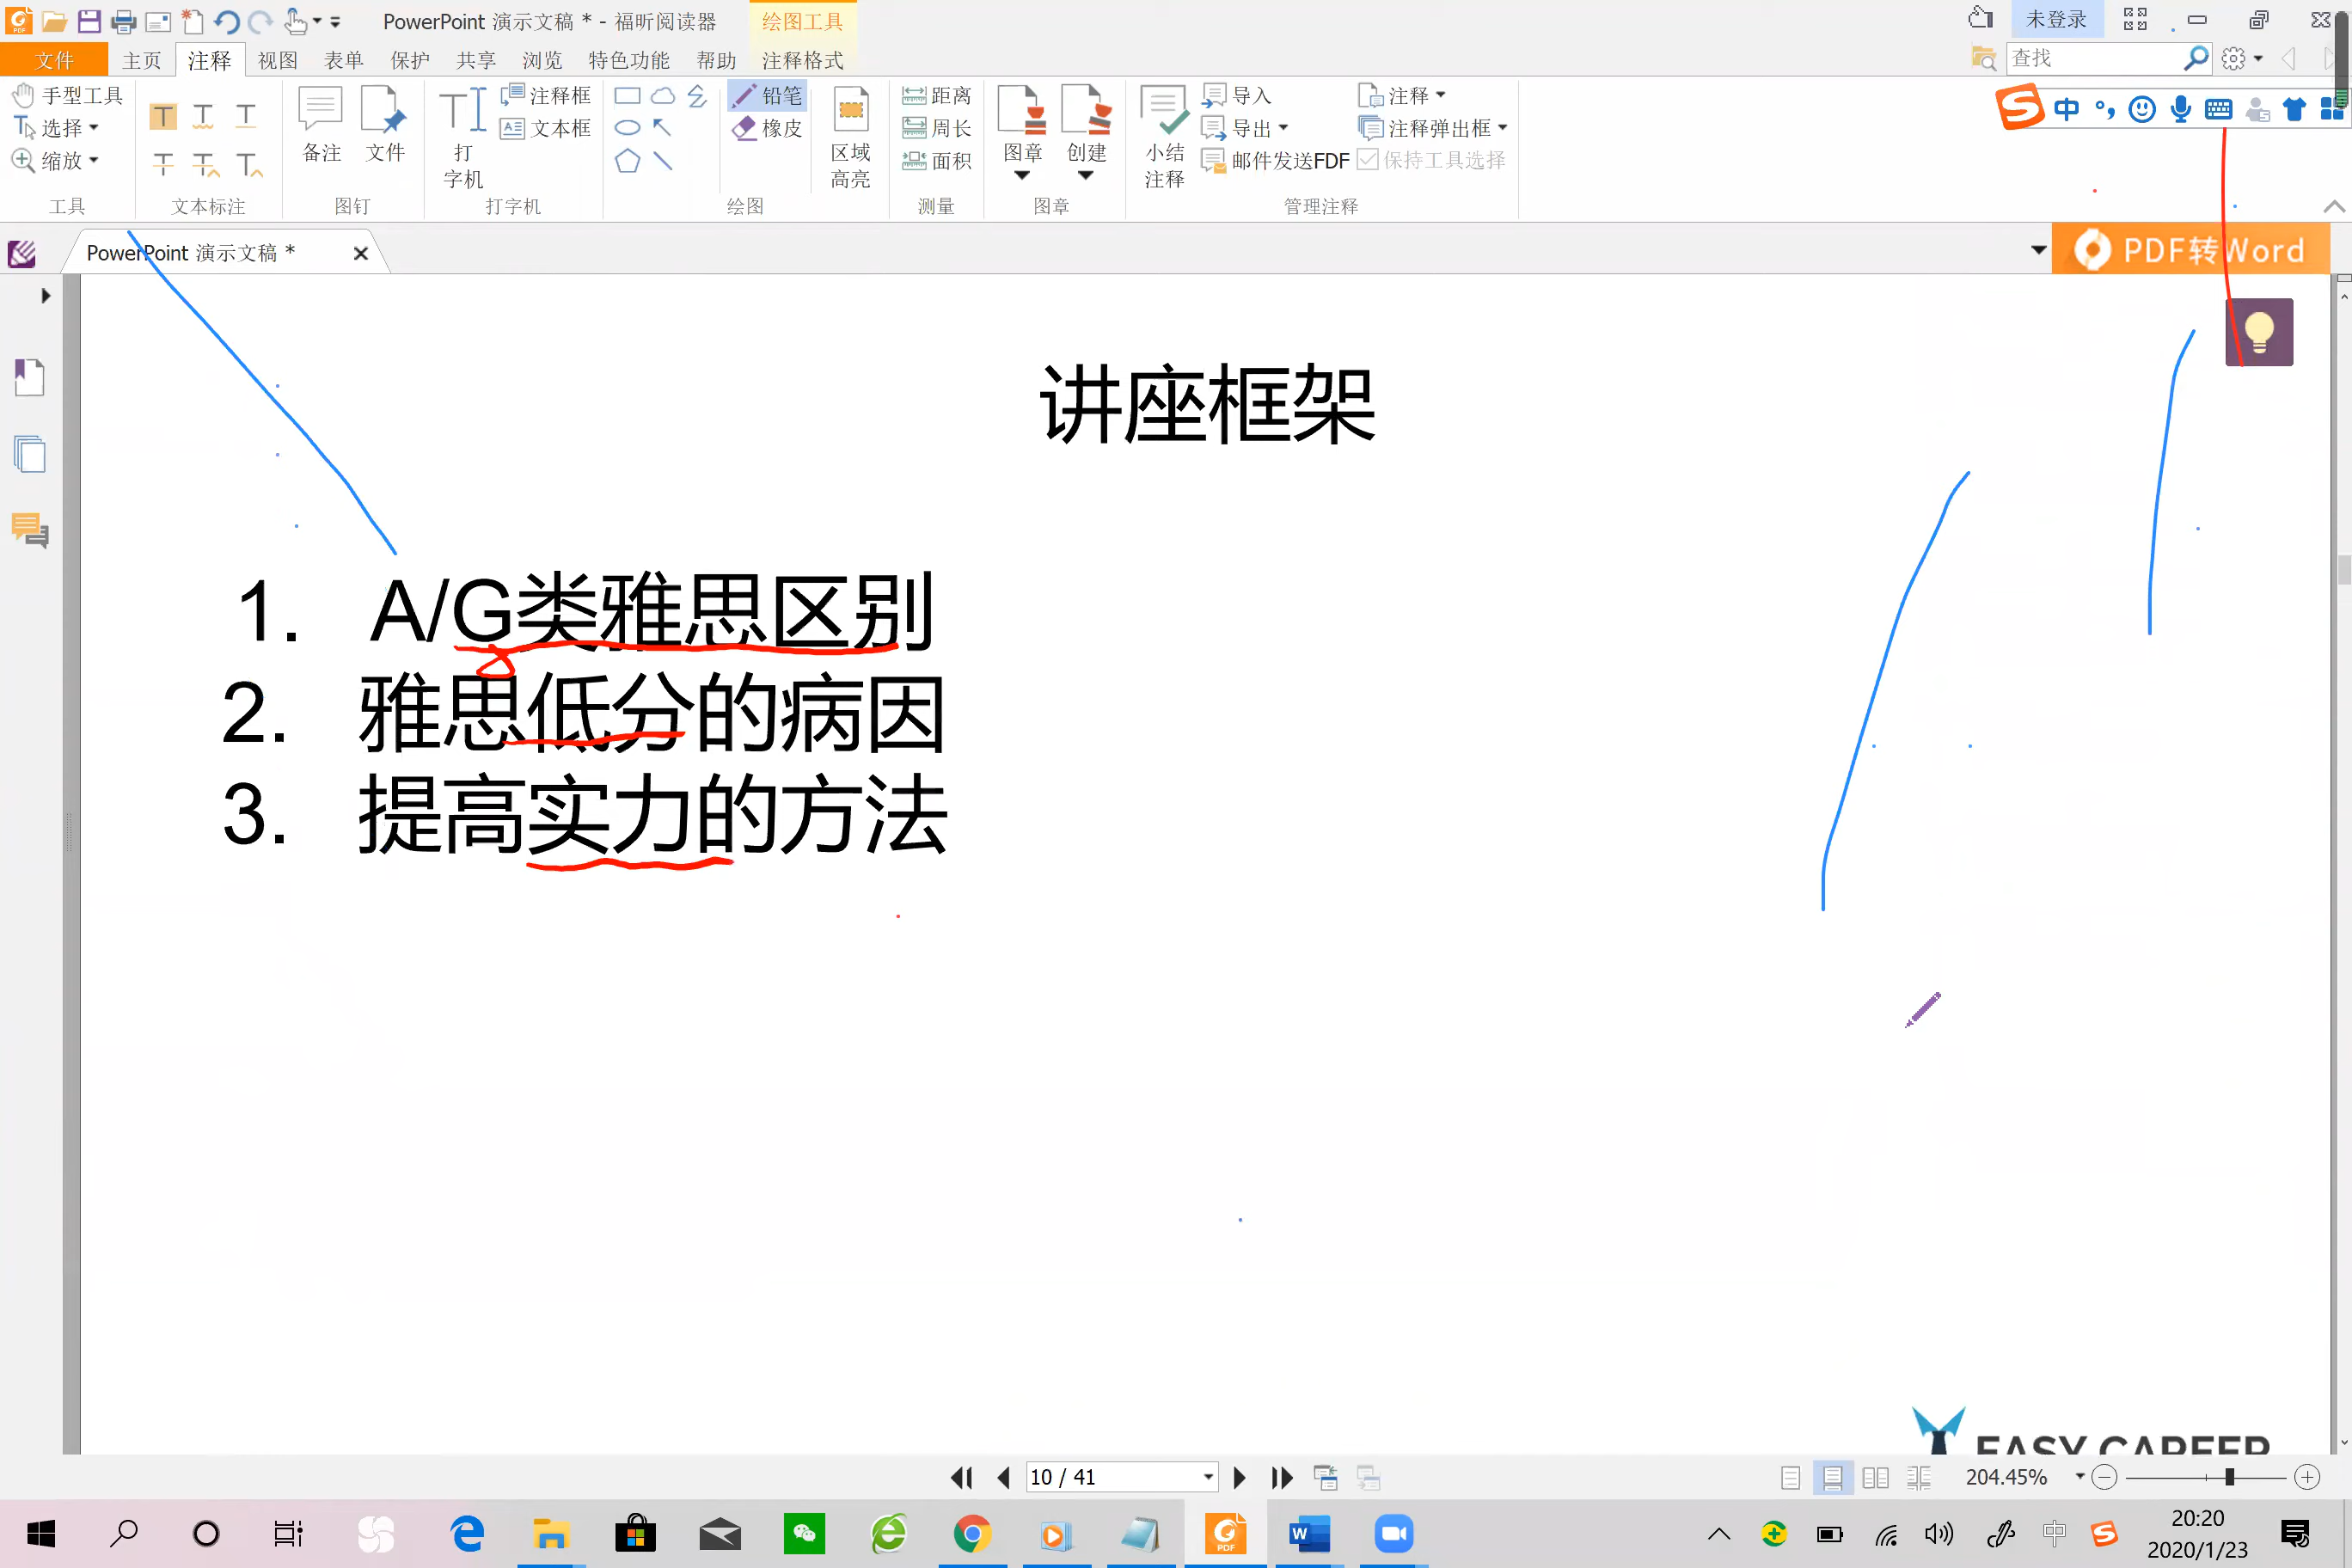 PowerPoint 演示文稿 * - 福昕阅读器
绘图工具
未登录
文件 主页 注释 视图 表单 保护 共享 浏览 特色功能 帮助 注释格式
查找
手型工具
选择
缩放
工具
文本标注
备注
文件
图钉
打
字机
注释框
文本框
打字机
铅笔
橡皮
区域
高亮
绘图
距离
周长
面积
测量
图章
创建
图章
小结
注释
导入
导出
邮件发送FDF
注释
注释弹出框
保持工具选择
管理注释
中
PowerPoint 演示文稿 *
PDF转Word
讲座框架
1. A/G类雅思区别
2. 雅思低分的病因
3. 提高实力的方法
EASY CAREER
10 / 41
204.45%
中
20:20
2020/1/23